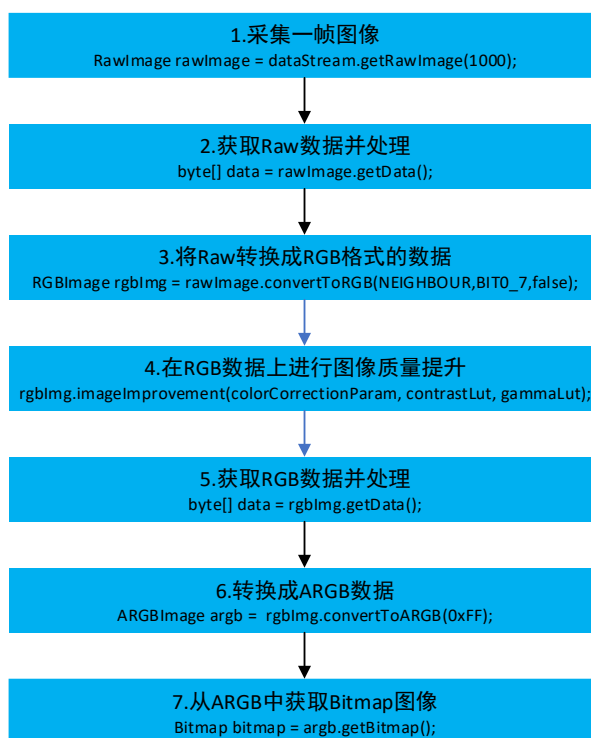 1.采集一帧图像
RawImage rawImage = dataStream.getRawImage(1000);
2.获取Raw数据并处理
byte[] data = rawImage.getData();
3.将Raw转换成RGB格式的数据
RGBImage rgbImg = rawImage.convertToRGB(NEIGHBOUR,BIT0_7,false);
4.在RGB数据上进行图像质量提升
rgbImg.imageImprovement(colorCorrectionParam, contrastLut, gammaLut);
5.获取RGB数据并处理
byte[] data = rgbImg.getData();
6.转换成ARGB数据
ARGBImage argb = rgbImg.convertToARGB(0xFF);
7.从ARGB中获取Bitmap图像
Bitmap bitmap = argb.getBitmap();